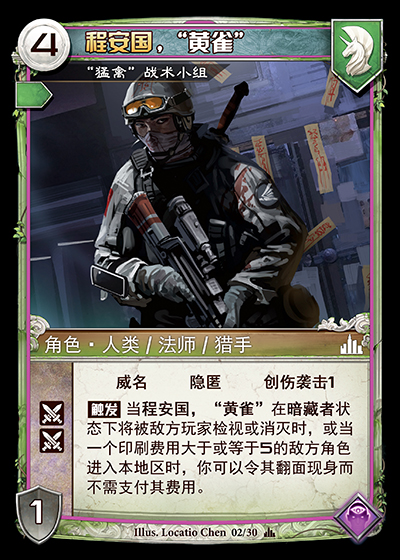 4
程安国，“黄雀”
“猛禽”战术小组
角色·人类/法师/猎手
威名 隐匿 创伤袭击1
触发 当程安国，“黄雀”在暗藏者状
态下将被敌方玩家检视或消灭时，或当
一个印刷费用大于或等于5的敌方角色
进入本地区时，你可以令其翻面现身而
不需支付其费用。
1
Illus. Locatio Chen 02/30